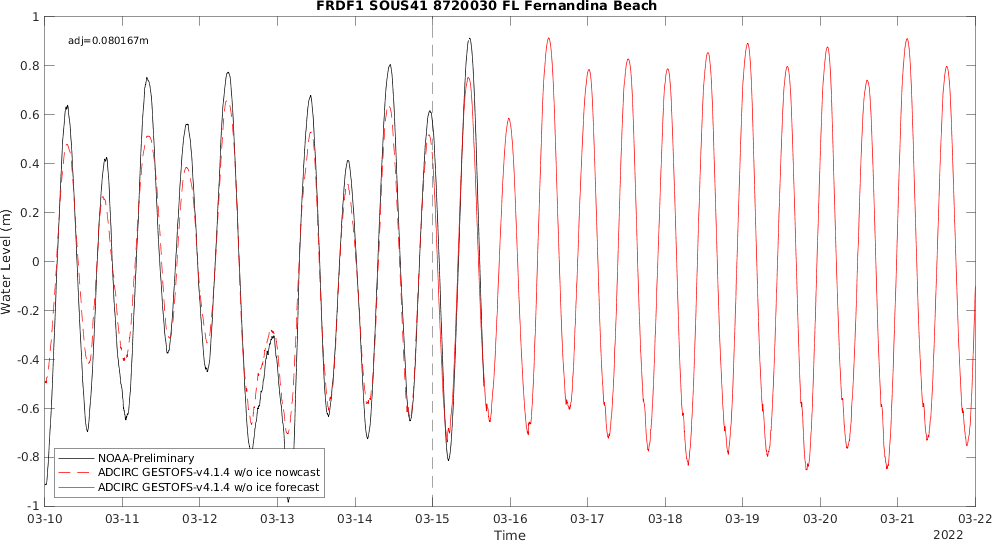 FRDF1 SOUS41 8720030 FL Fernandina Beach
adj=0.080167m
1
0.8
0.6
0.4
0.2
0
-0.2
-0.4
-0.6
-0.8
-1
Water Level (m)
NOAA-Preliminary
ADCIRC GESTOFS-v4.1.4 w/o ice nowcast
ADCIRC GESTOFS-v4.1.4 w/o ice forecast
03-10 03-11 03-12 03-13 03-14 03-15 03-16 03-17 03-18 03-19 03-20 03-21 03-22
Time
2022